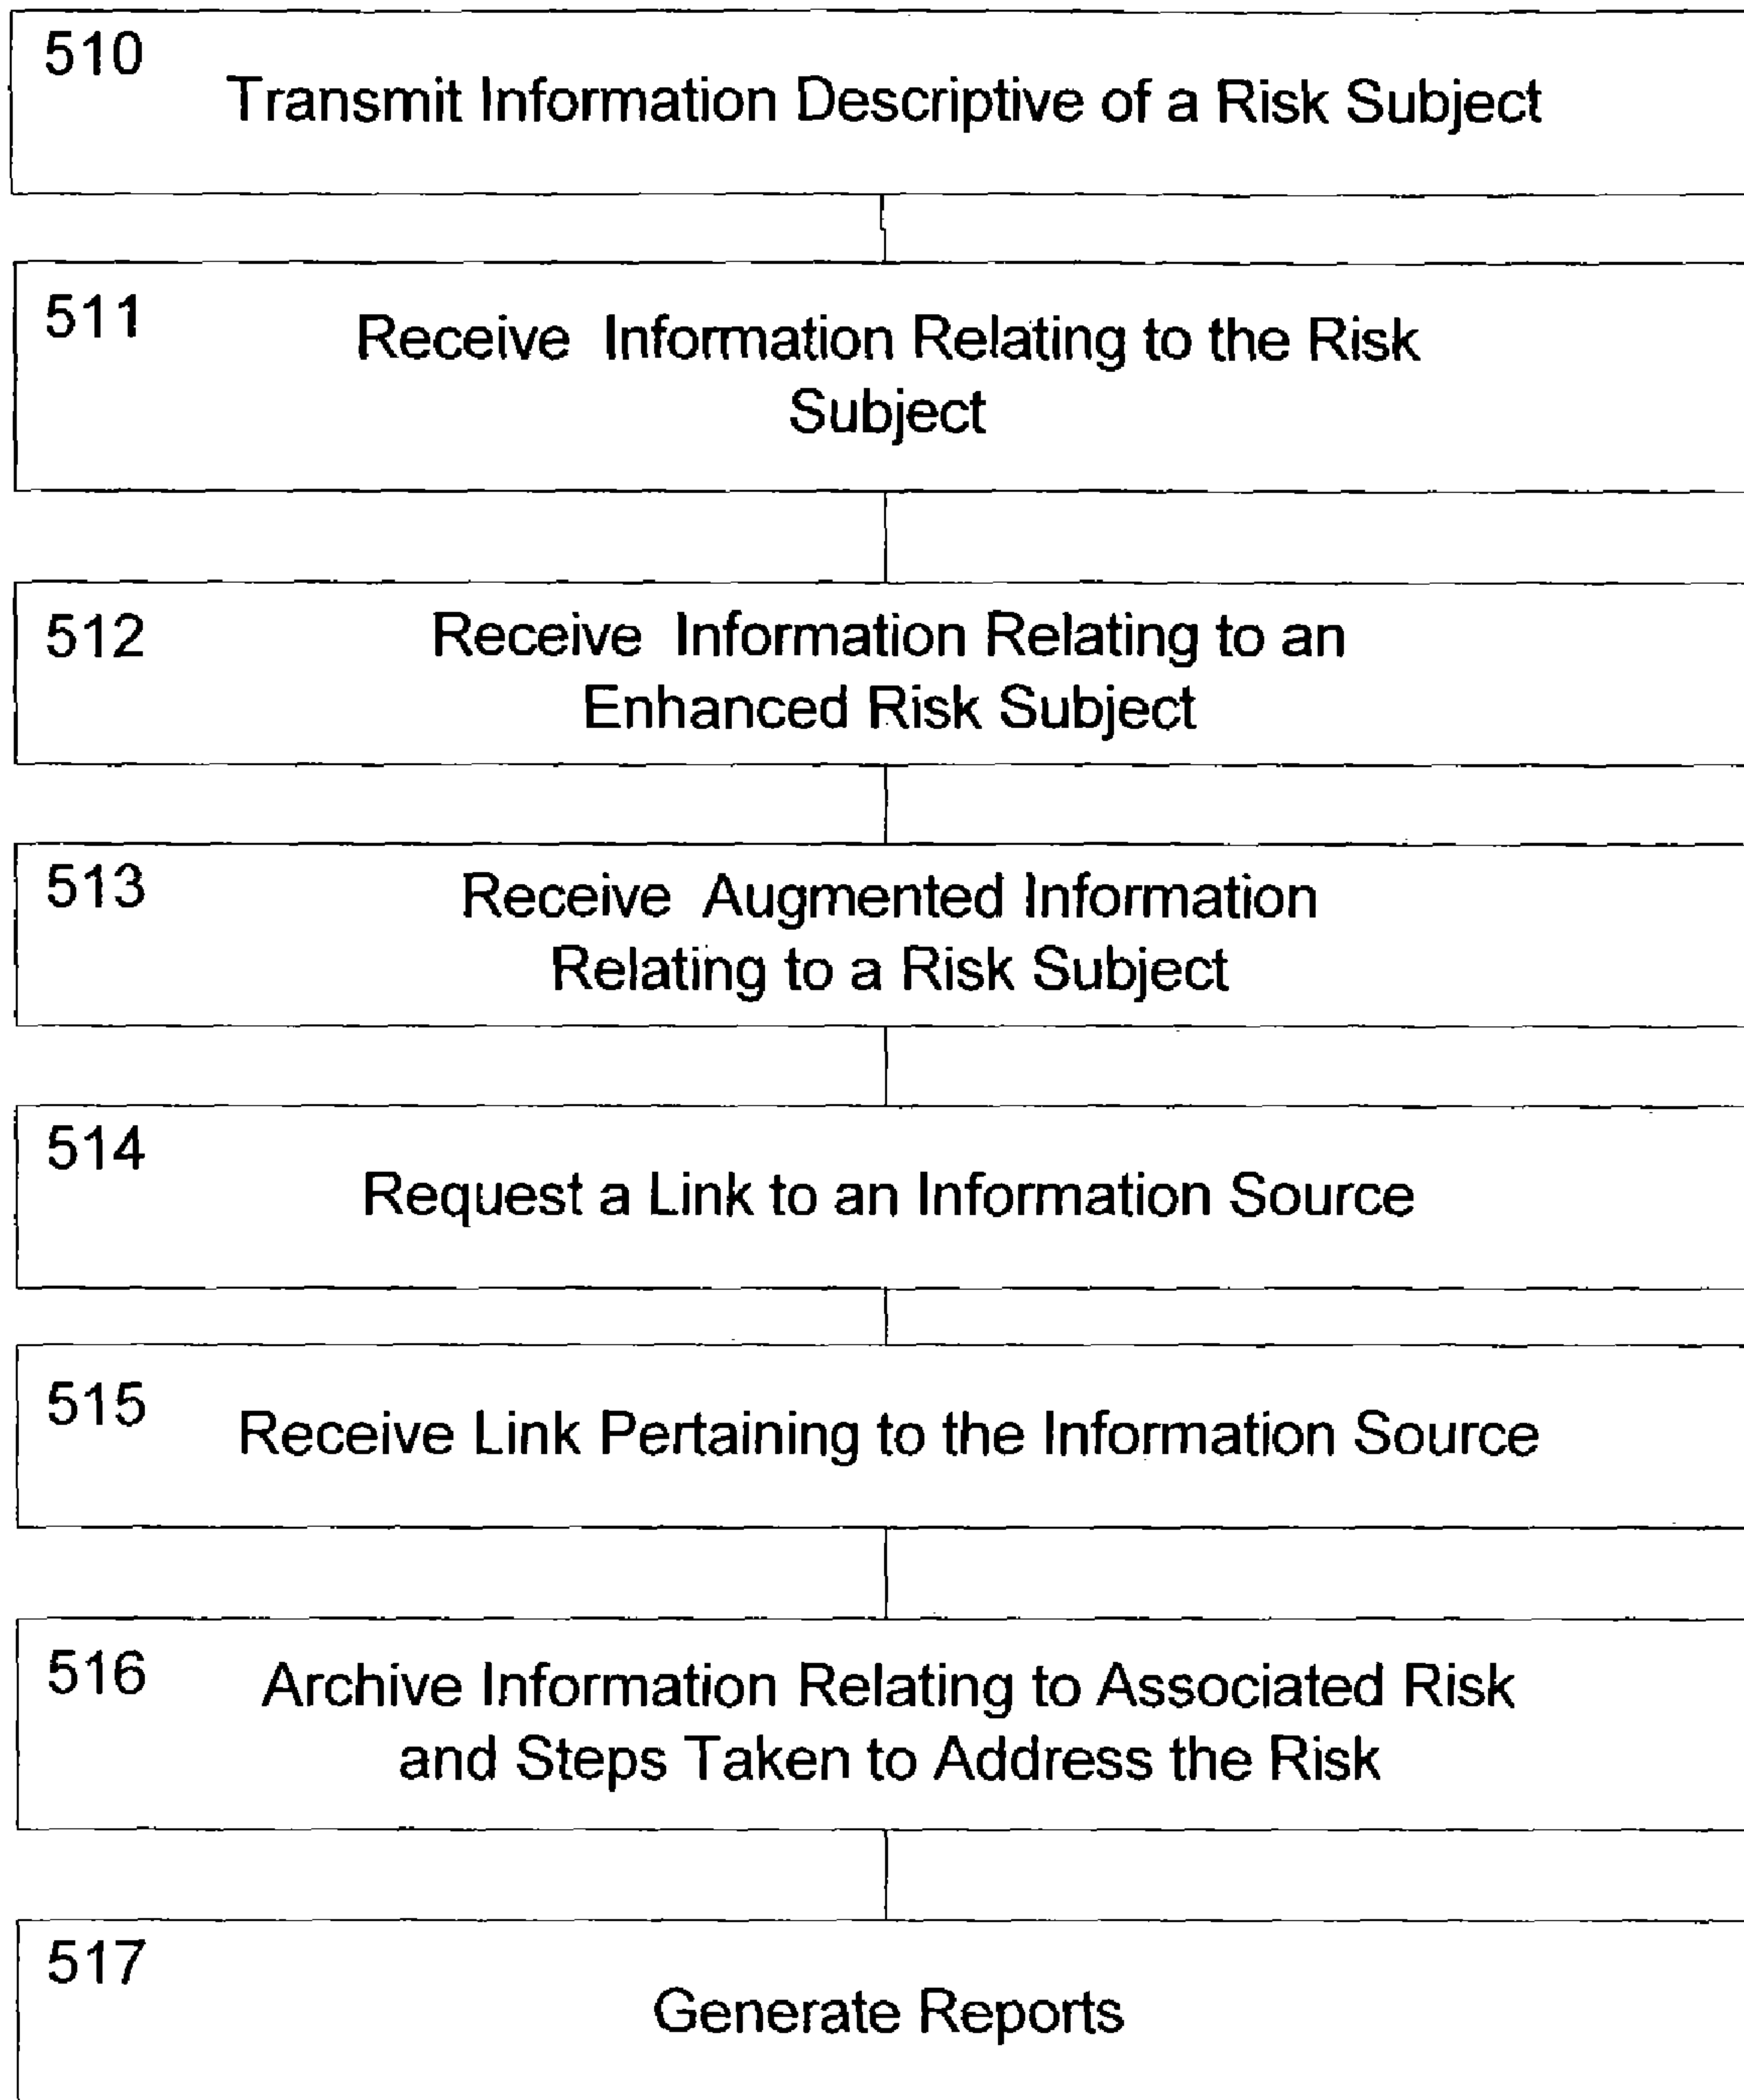 510
Transmit Information Descriptive of a Risk Subject
511
Receive Information Relating to the Risk
Subject
512
Receive Information Relating to an
Enhanced Risk Subject
513
Receive Augmented Information
Relating to a Risk Subject
514
Request a Link to an Information Source
515
Receive Link Pertaining to the Information Source
516
Archive Information Relating to Associated Risk
and Steps Taken to Address the Risk
517
Generate Reports